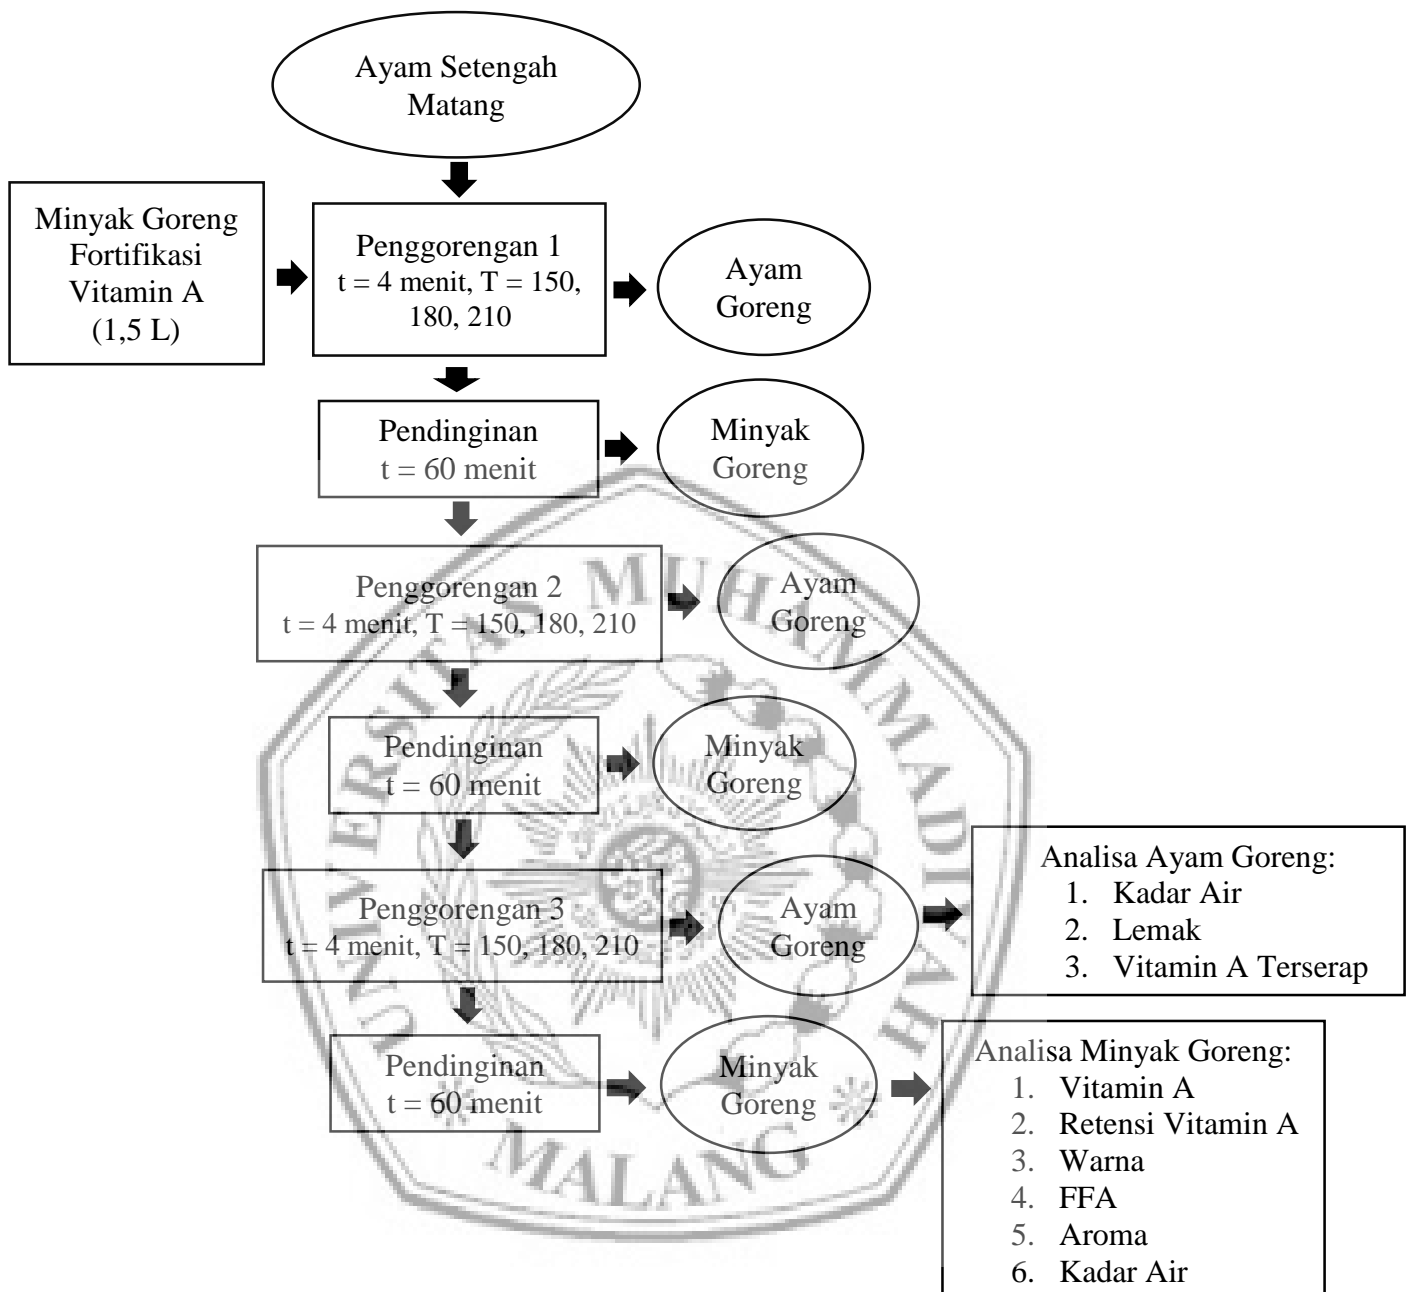 Ayam Setengah
Matang
Minyak Goreng
Fortifikasi
Vitamin A
(1,5 L)
Penggorengan 1
t = 4 menit, T = 150,
180, 210
Ayam
Goreng
Pendinginan
t = 60 menit
Minyak
Goreng
Penggorengan 2
t = 4 menit, T = 150, 180, 210
Ayam
Goreng
Pendinginan
t = 60 menit
Minyak
Goreng
Penggorengan 3
t = 4 menit, T = 150, 180, 210
Ayam
Goreng
Analisa Ayam Goreng:
1. Kadar Air
2. Lemak
3. Vitamin A Terserap
Pendinginan
t = 60 menit
Minyak
Goreng
Analisa Minyak Goreng:
1. Vitamin A
2. Retensi Vitamin A
3. Warna
4. FFA
5. Aroma
6. Kadar Air
UNIVERSITAS MUHAMMADIYAH
MALANG